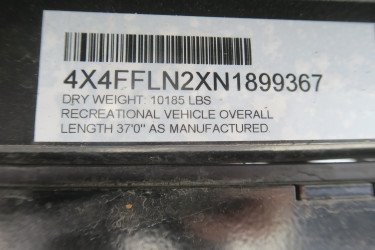 4X4FFLN2XN1899367
DRY WEIGHT: 10185 LBS
RECREATIONAL VEHICLE OVERALL
LENGTH 37'0" AS MANUFACTURED